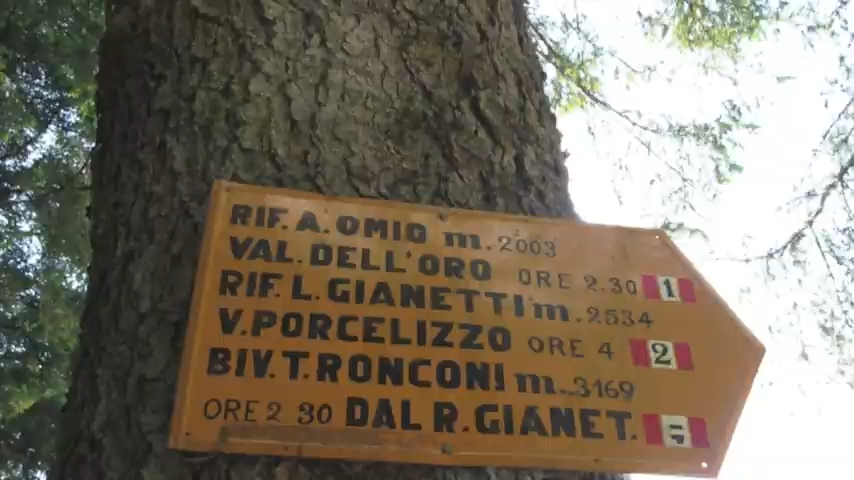 RIF. A. OMIO m. 2003
VAL. DELL'ORO ORE 2.30 1
RIF. L. GIANETTI m. 2534
V. PORCELIZZO ORE 4 2
BIV. T. RONCONI m. 3169
ORE 2 30 DAL R. GIANET.